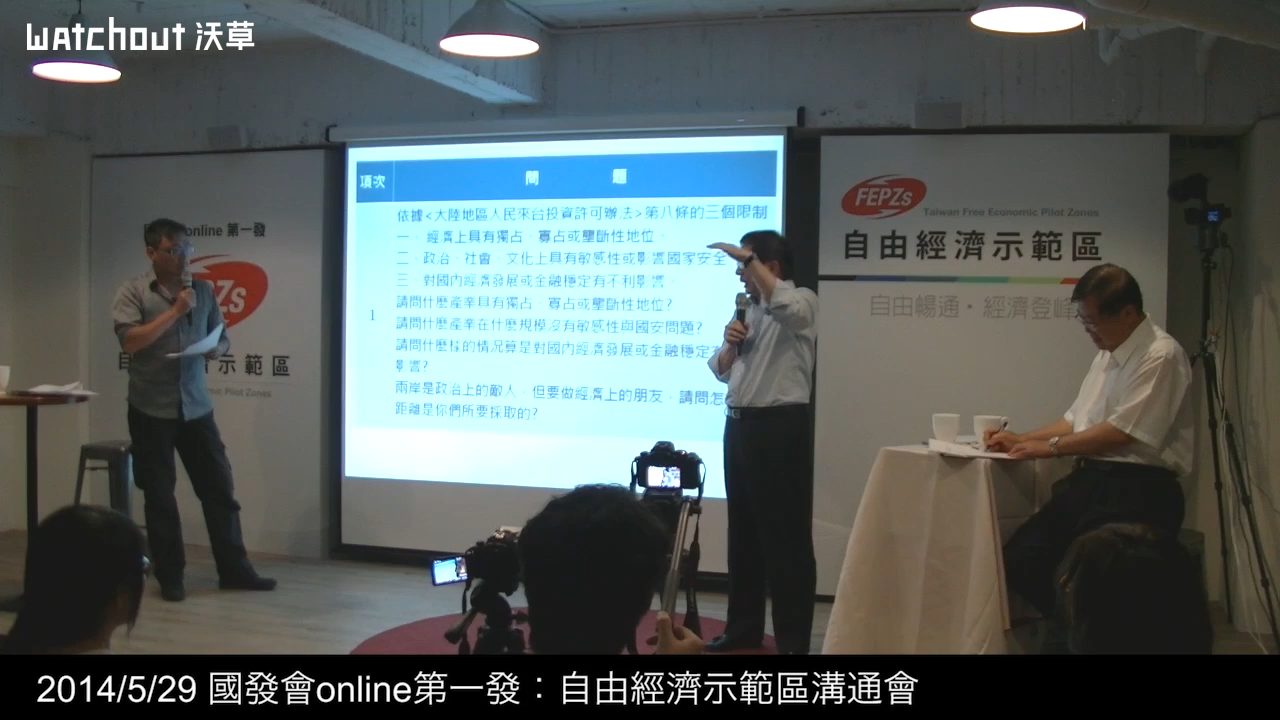 watchout 沃草
online 第一發
ZS
示範區
Pilot Zones
項次 問題
依據<大陸地區人民來台投資許可辦法>第八條的三個限制
一、經濟上具有獨占、寡占或壟斷性地位。
二、政治、社會、文化上具有敏感性或影響國家安全
三、對國內經濟發展或金融穩定有不利影響。
請問什麼產業具有獨占、寡占或壟斷性地位?
1
請問什麼產業在什麼規模沒有敏感性與國安問題?
請問什麼樣的情況算是對國內經濟發展或金融穩定
影響?
兩岸是政治上的敵人，但要做經濟上的朋友，請問怎
距離是你們所要採取的?
FEPZs
Taiwan Free Economic Pilot Zones
自由經濟示範區
自由暢通・經濟登峰
2014/5/29 國發會online第一發：自由經濟示範區溝通會